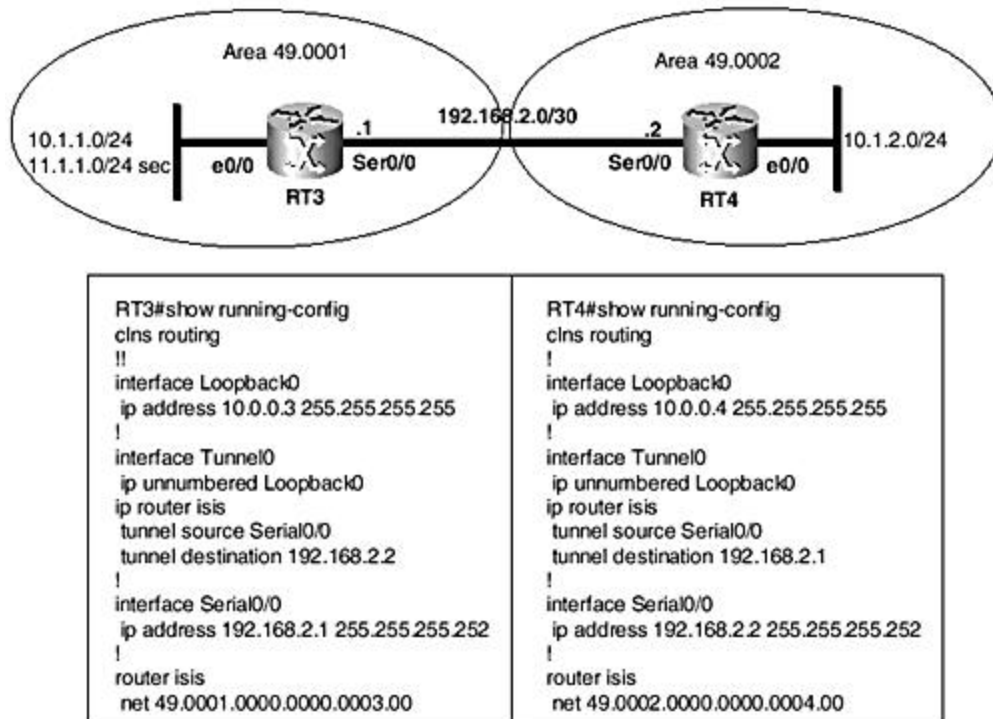 Area 49.0001
Area 49.0002
192.168.2.0/30
10.1.1.0/24
11.1.1.0/24 sec
e0/0
.1
Ser0/0
RT3
.2
Ser0/0
RT4
e0/0
10.1.2.0/24
RT3#show running-config
clns routing
!!
interface Loopback0
ip address 10.0.0.3 255.255.255.255
!
interface Tunnel0
ip unnumbered Loopback0
ip router isis
tunnel source Serial0/0
tunnel destination 192.168.2.2
!
interface Serial0/0
ip address 192.168.2.1 255.255.255.252
!
router isis
net 49.0001.0000.0000.0003.00
RT4#show running-config
clns routing
!
interface Loopback0
ip address 10.0.0.4 255.255.255.255
!
interface Tunnel0
ip unnumbered Loopback0
ip router isis
tunnel source Serial0/0
tunnel destination 192.168.2.1
!
interface Serial0/0
ip address 192.168.2.2 255.255.255.252
!
router isis
net 49.0002.0000.0000.0004.00